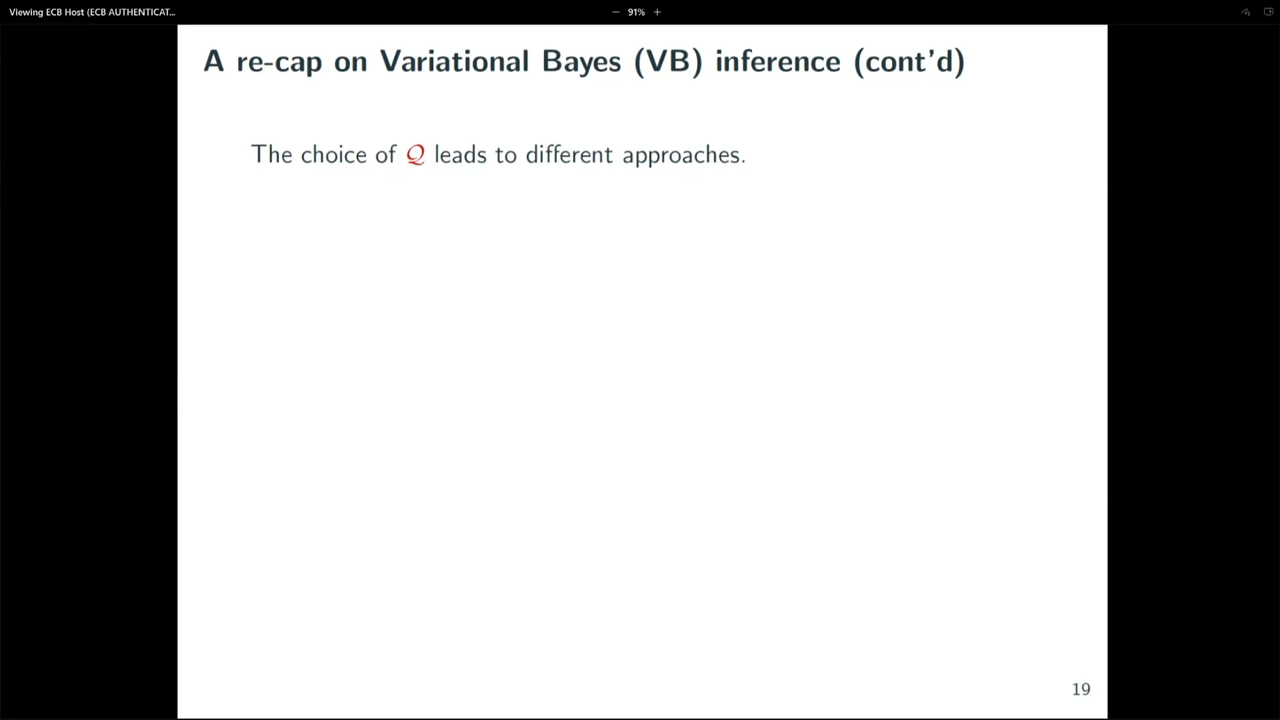 Viewing ECB Host (ECB AUTHENTICAT...
− 91% +
A re-cap on Variational Bayes (VB) inference (cont'd)
The choice of 𝒬 leads to different approaches.
19